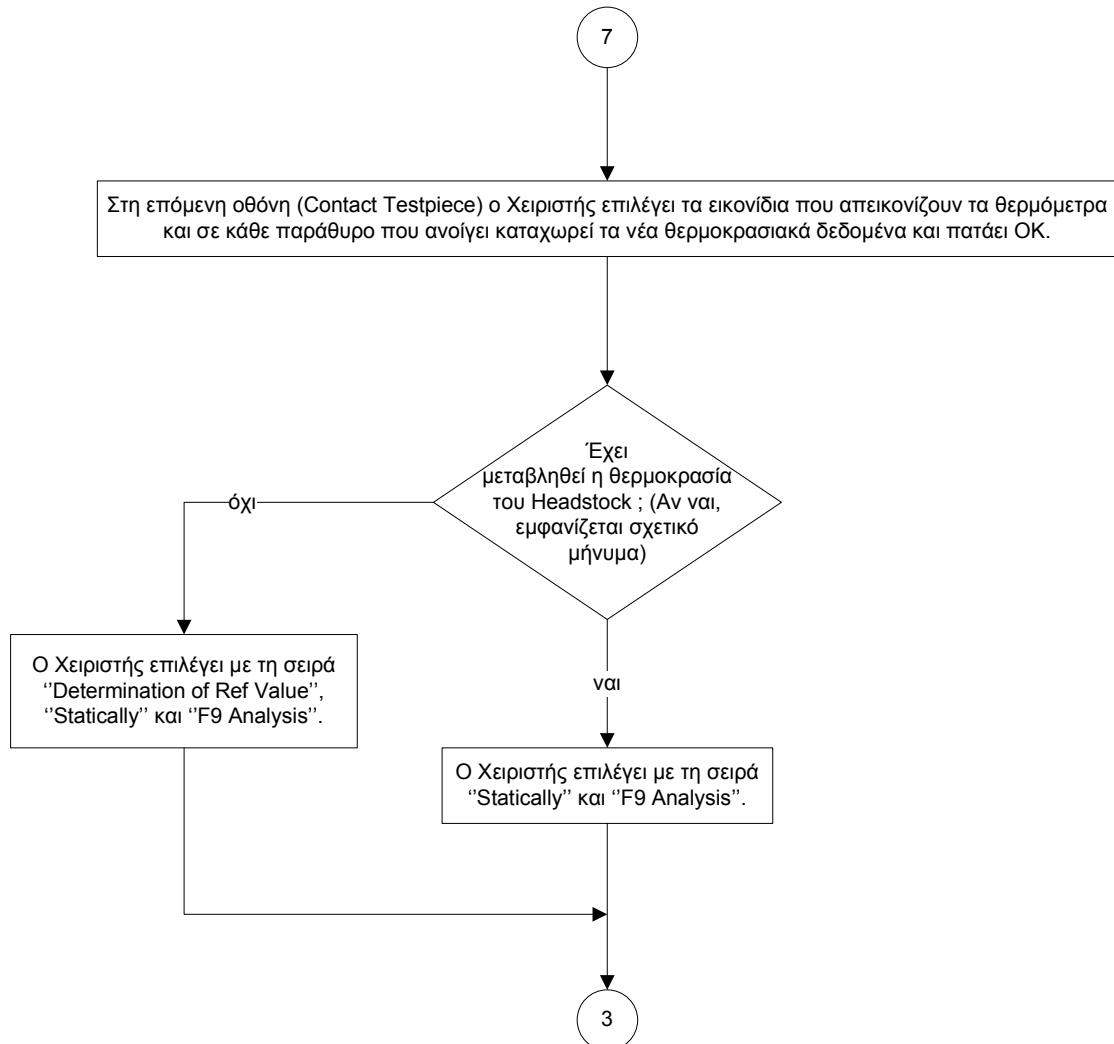 7
Στη επόμενη οθόνη (Contact Testpiece) ο Χειριστής επιλέγει τα εικονίδια που απεικονίζουν τα θερμόμετρα
και σε κάθε παράθυρο που ανοίγει καταχωρεί τα νέα θερμοκρασιακά δεδομένα και πατάει ΟΚ.
Έχει
μεταβληθεί η θερμοκρασία
του Headstock ; (Αν ναι,
εμφανίζεται σχετικό
μήνυμα)
όχι
Ο Χειριστής επιλέγει με τη σειρά
‘’Determination of Ref Value’’,
‘’Statically’’ και ‘’F9 Analysis’’.
ναι
Ο Χειριστής επιλέγει με τη σειρά
‘’Statically’’ και ‘’F9 Analysis’’.
3